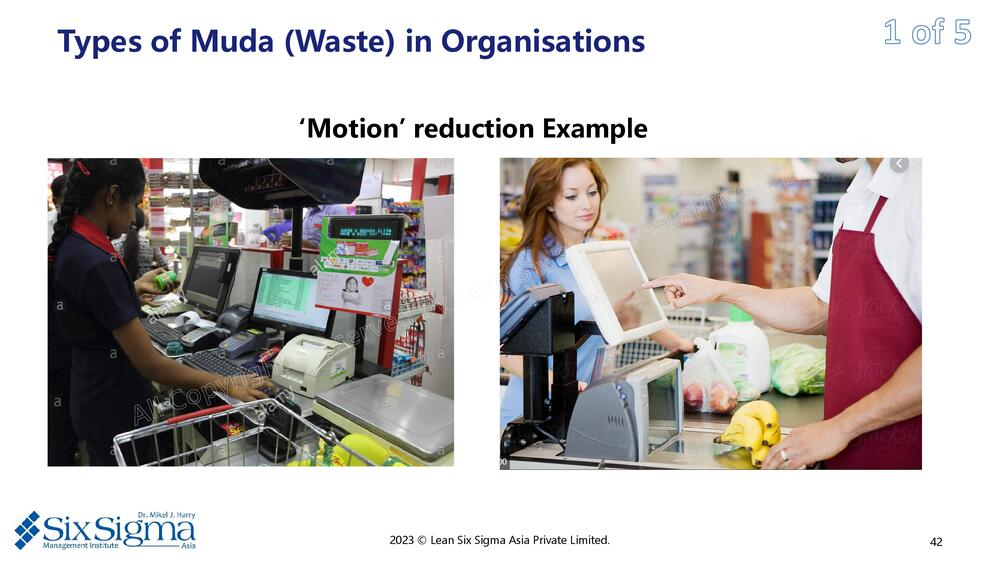 Types of Muda (Waste) in Organisations
1 of 5
‘Motion’ reduction Example
Dr. Mikel J. Harry
Six Sigma
Management Institute Asia
2023 © Lean Six Sigma Asia Private Limited.
42